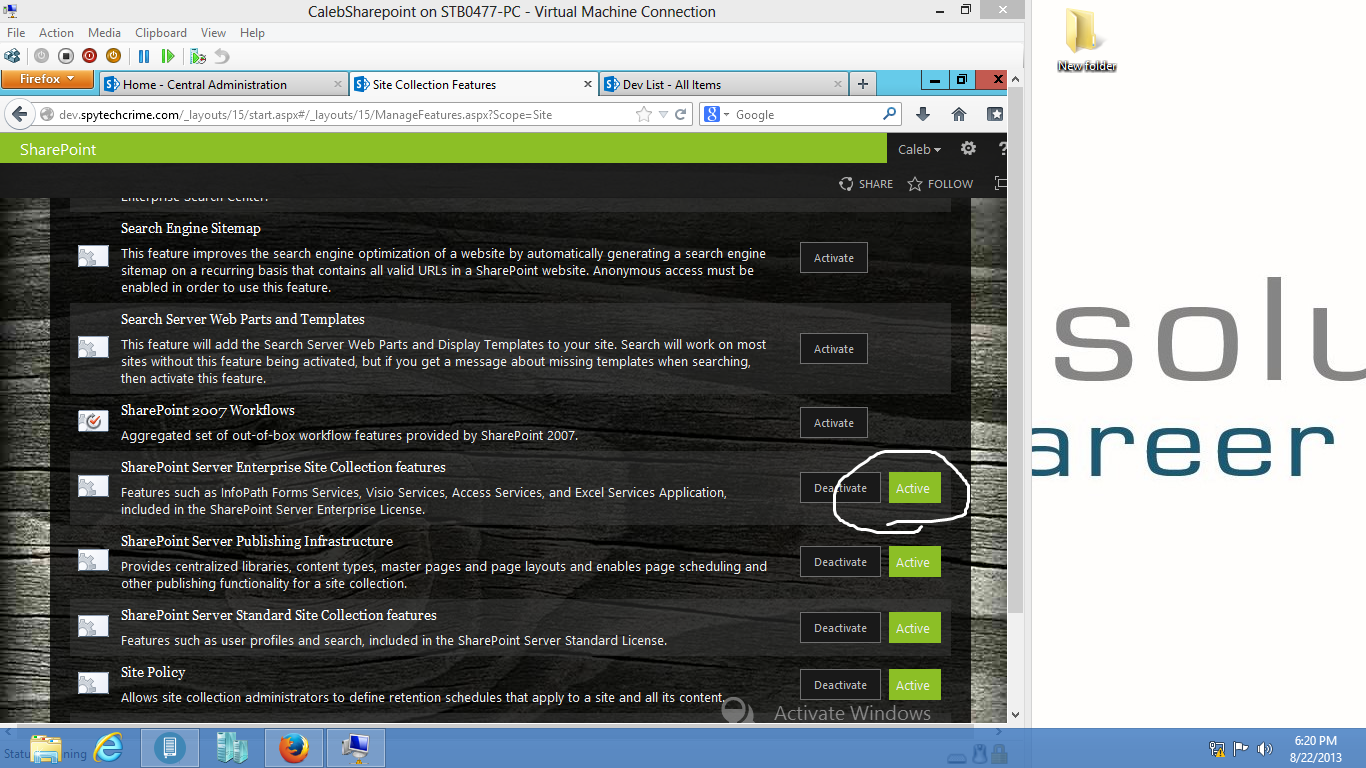 CalebSharepoint on STB0477-PC - Virtual Machine Connection
File Action Media Clipboard View Help
Firefox
Home - Central Administration
Site Collection Features
Dev List - All Items
dev.spytechcrime.com/_layouts/15/start.aspx#/_layouts/15/ManageFeatures.aspx?Scope=Site
Google
SharePoint
Caleb
?
SHARE
FOLLOW
Enterprise Search Center.
Search Engine Sitemap
This feature improves the search engine optimization of a website by automatically generating a search engine
sitemap on a recurring basis that contains all valid URLs in a SharePoint website. Anonymous access must be
enabled in order to use this feature.
Activate
Search Server Web Parts and Templates
This feature will add the Search Server Web Parts and Display Templates to your site. Search will work on most
sites without this feature being activated, but if you get a message about missing templates when searching,
then activate this feature.
Activate
SharePoint 2007 Workflows
Aggregated set of out-of-box workflow features provided by SharePoint 2007.
Activate
SharePoint Server Enterprise Site Collection features
Features such as InfoPath Forms Services, Visio Services, Access Services, and Excel Services Application,
included in the SharePoint Server Enterprise License.
Deactivate Active
SharePoint Server Publishing Infrastructure
Provides centralized libraries, content types, master pages and page layouts and enables page scheduling and
other publishing functionality for a site collection.
Deactivate Active
SharePoint Server Standard Site Collection features
Features such as user profiles and search, included in the SharePoint Server Standard License.
Deactivate Active
Site Policy
Allows site collection administrators to define retention schedules that apply to a site and all its content.
Deactivate Active
Activate Windows
New folder
solu
areer
6:20 PM
8/22/2013